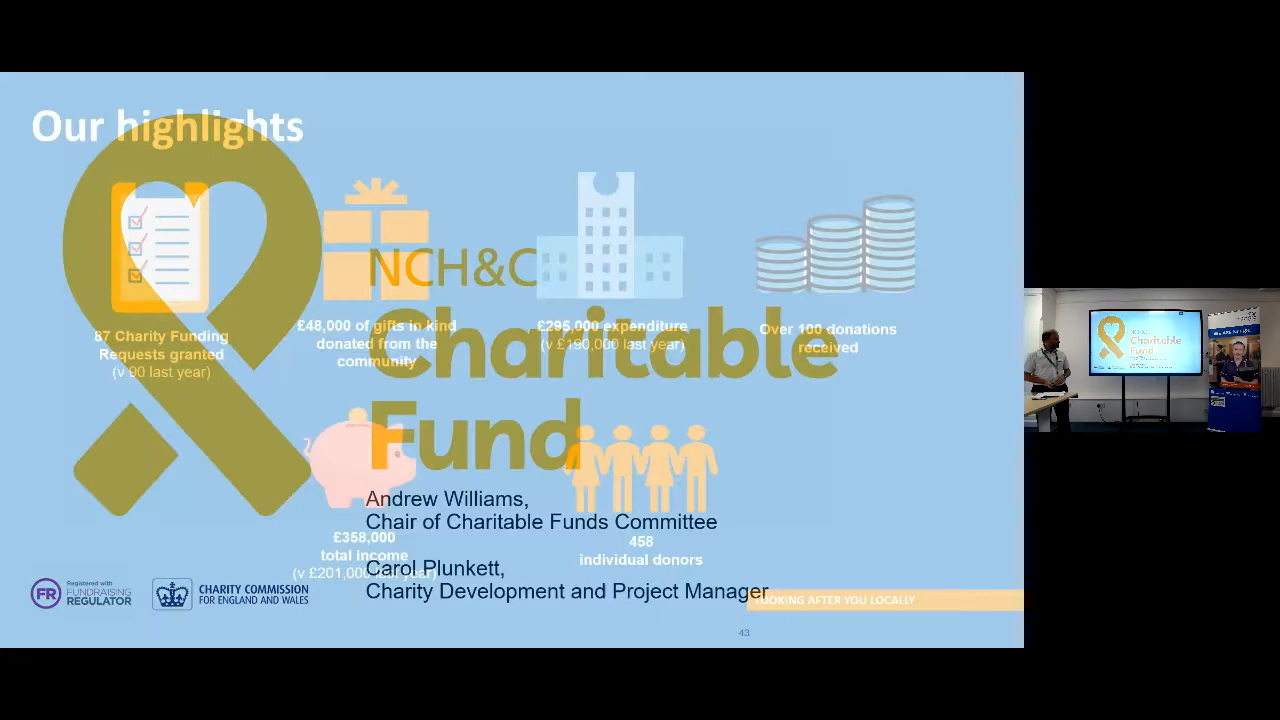 Our highlights
NCH&C
Charitable
Fund
87 Charity Funding
Requests granted
(v 90 last year)
£48,000 of gifts in kind
donated from the
community
£295,000 expenditure
(v £190,000 last year)
Over 100 donations
received
Andrew Williams,
Chair of Charitable Funds Committee
£358,000
total income
(v £201,000 last year)
458
individual donors
Carol Plunkett,
Charity Development and Project Manager
FR
Registered with
FUNDRAISING
REGULATOR
CHARITY COMMISSION
FOR ENGLAND AND WALES
LOOKING AFTER YOU LOCALLY
43
Charitable
Fund